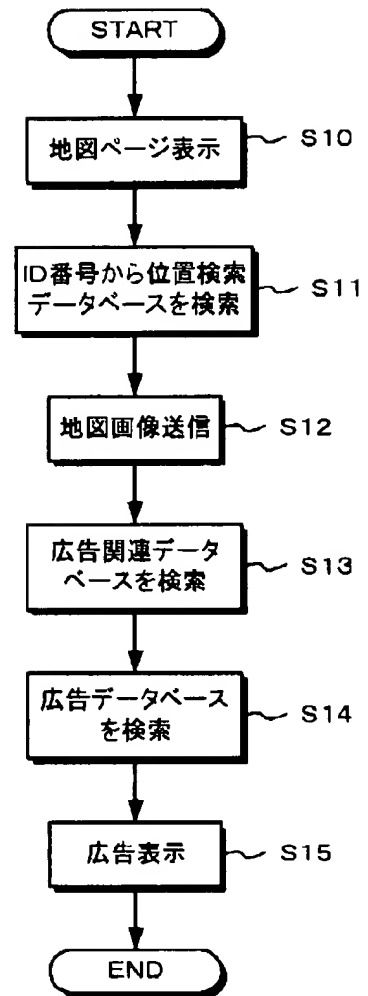 START
地図ページ表示
S10
ID番号から位置検索
データベースを検索
S11
地図画像送信
S12
広告関連データ
ベースを検索
S13
広告データベース
を検索
S14
広告表示
S15
END